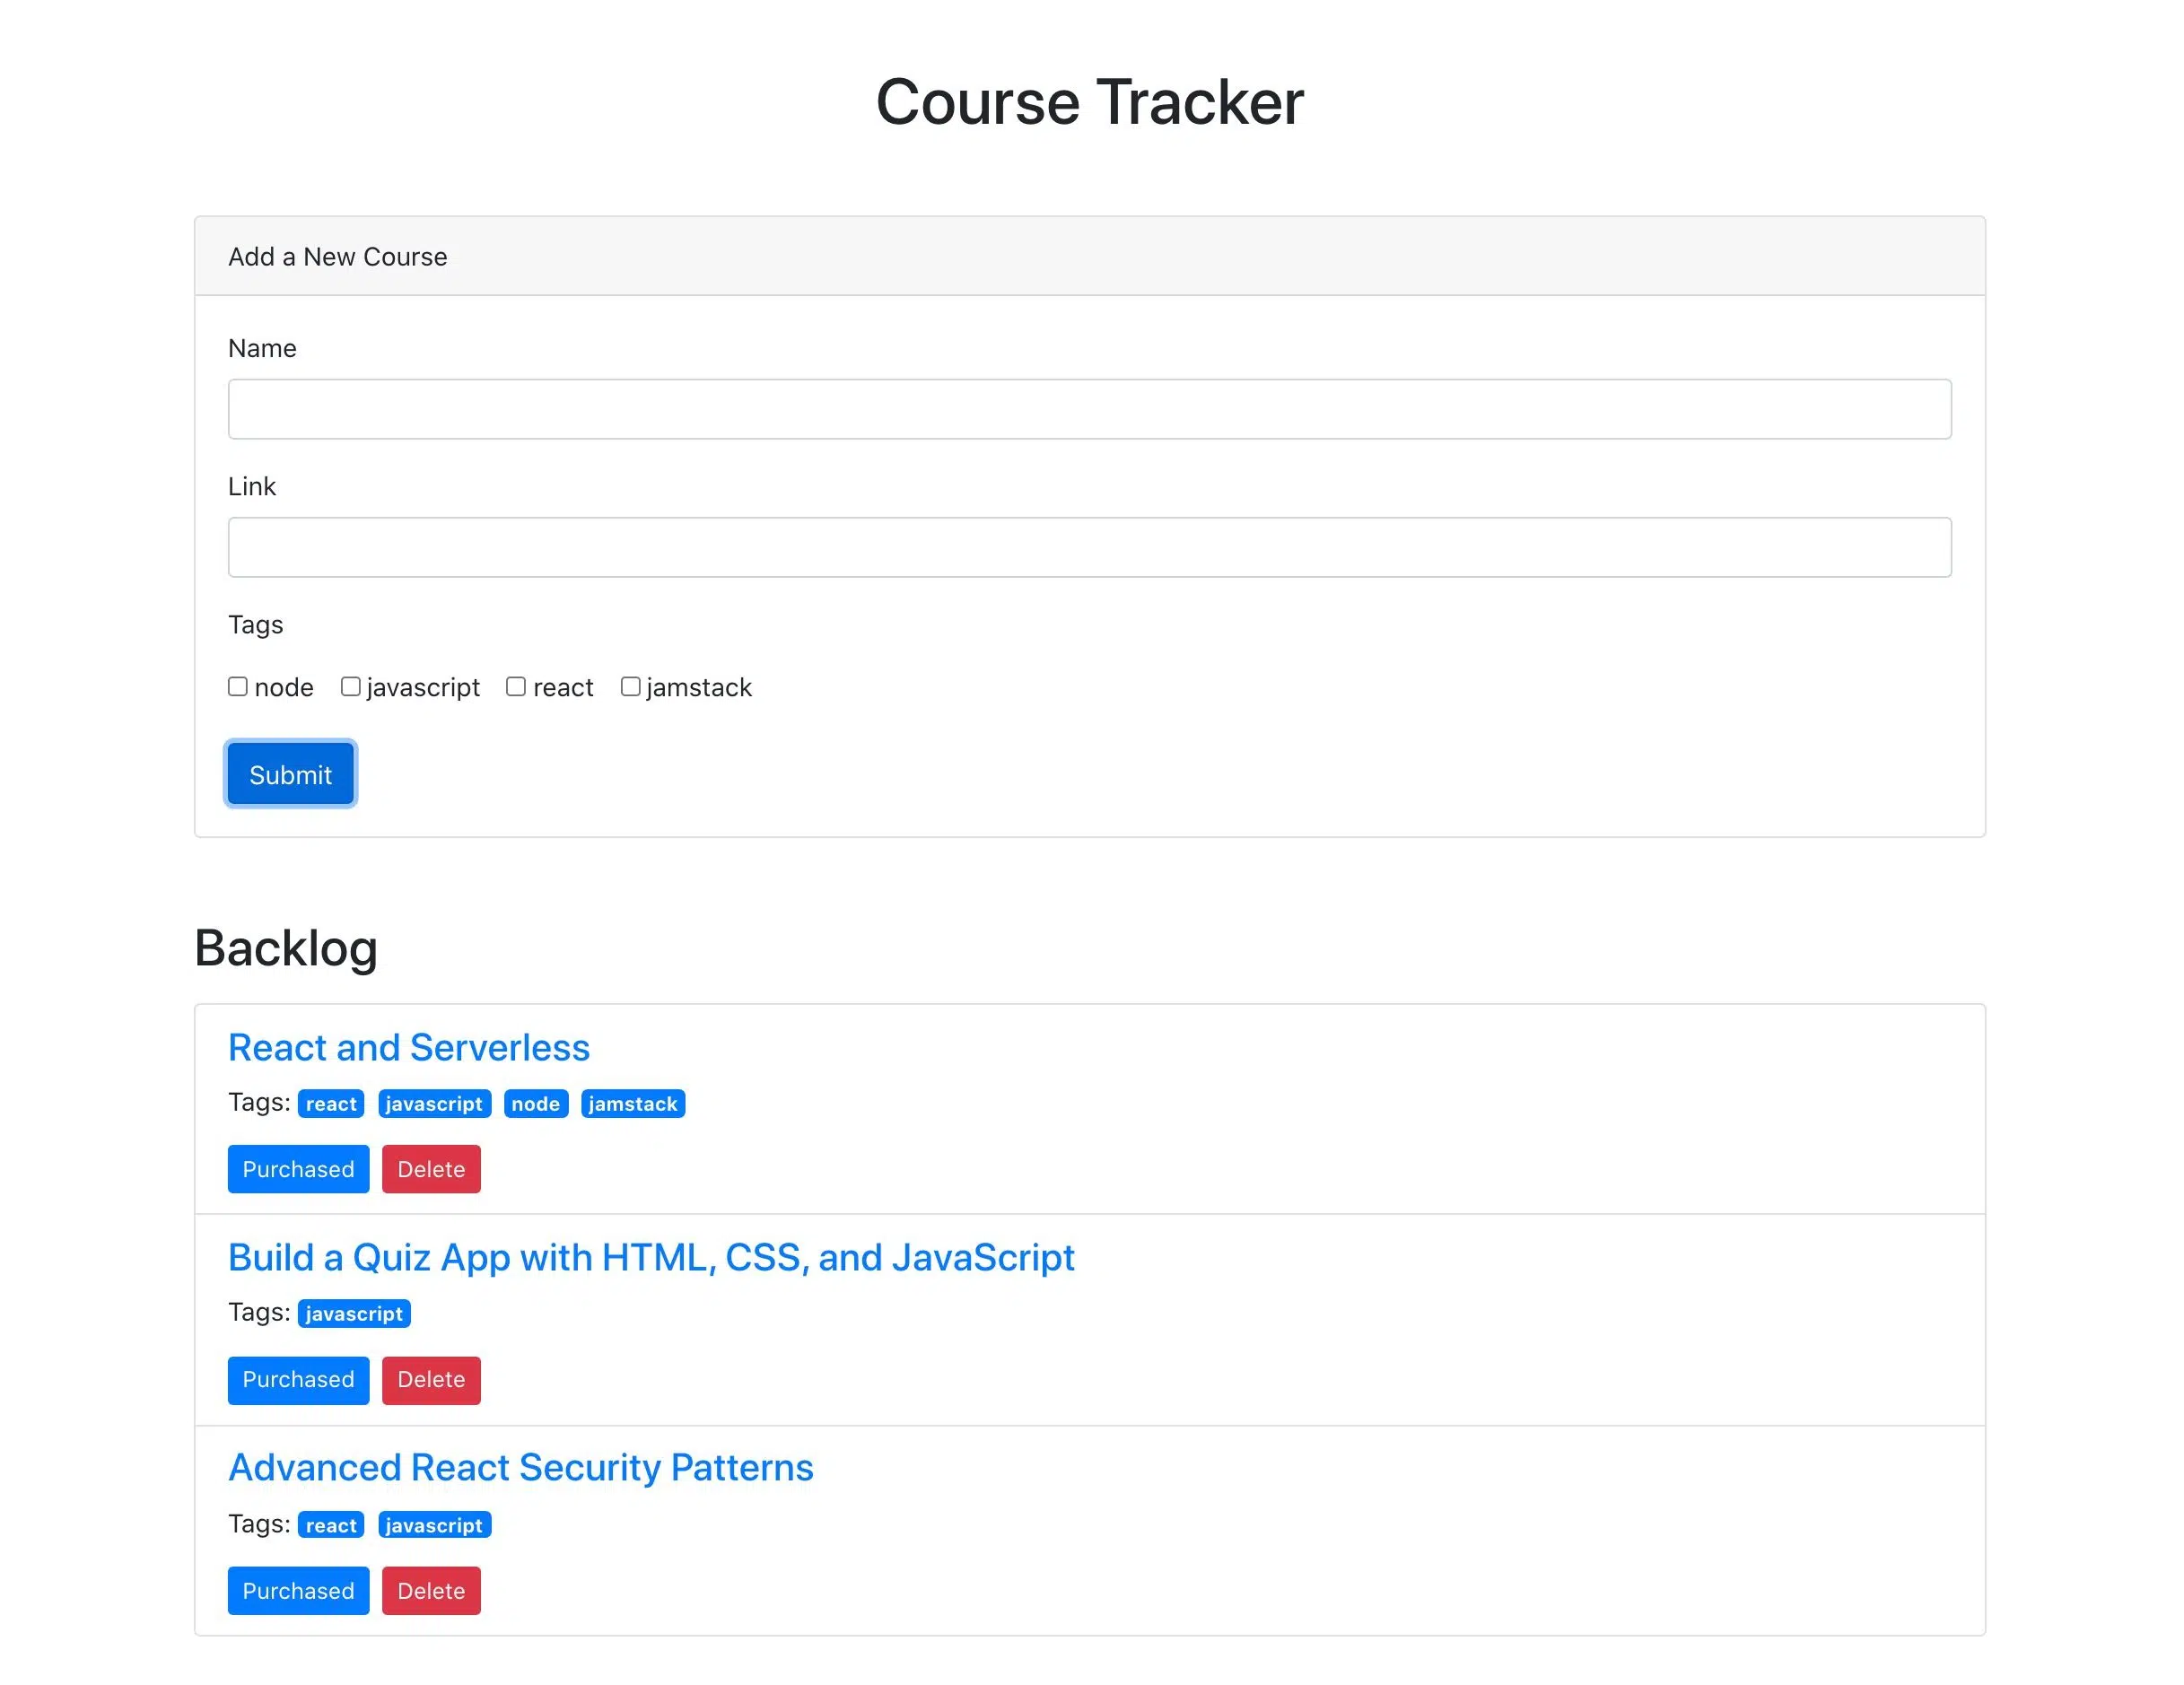 Course Tracker
Add a New Course
Name
Link
Tags
node javascript react jamstack
Submit
Backlog
React and Serverless
Tags: react javascript node jamstack
Purchased Delete
Build a Quiz App with HTML, CSS, and JavaScript
Tags: javascript
Purchased Delete
Advanced React Security Patterns
Tags: react javascript
Purchased Delete